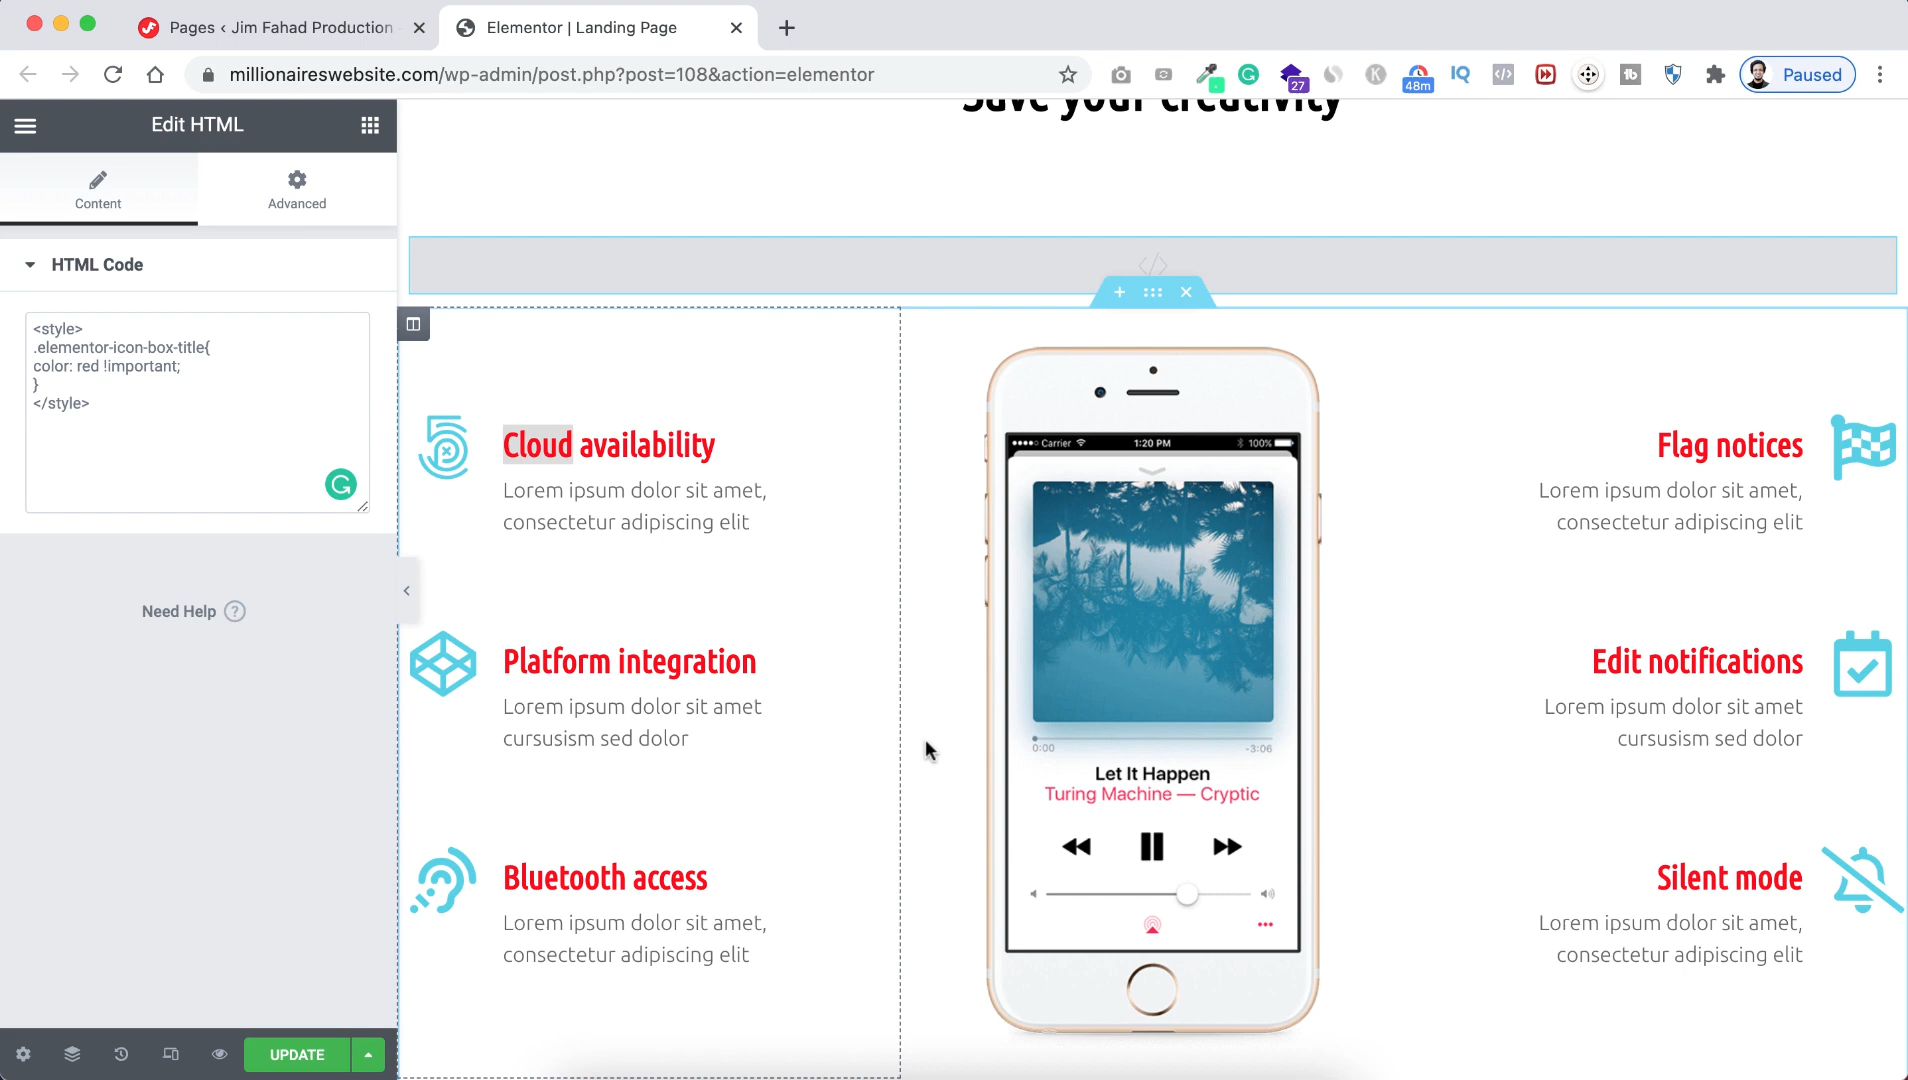 Pages ‹ Jim Fahad Production
Elementor | Landing Page
millionaireswebsite.com/wp-admin/post.php?post=108&action=elementor
27
48m
IQ
Paused
Edit HTML
Content
Advanced
HTML Code
<style>
.elementor-icon-box-title{
color: red !important;
}
</style>
Need Help ?
UPDATE
Save your creativity
Cloud availability
Lorem ipsum dolor sit amet,
consectetur adipiscing elit
Platform integration
Lorem ipsum dolor sit amet
cursusism sed dolor
Bluetooth access
Lorem ipsum dolor sit amet,
consectetur adipiscing elit
Carrier 1:20 PM 100%
0:00 -3:06
Let It Happen
Turing Machine — Cryptic
Flag notices
Lorem ipsum dolor sit amet,
consectetur adipiscing elit
Edit notifications
Lorem ipsum dolor sit amet
cursusism sed dolor
Silent mode
Lorem ipsum dolor sit amet,
consectetur adipiscing elit